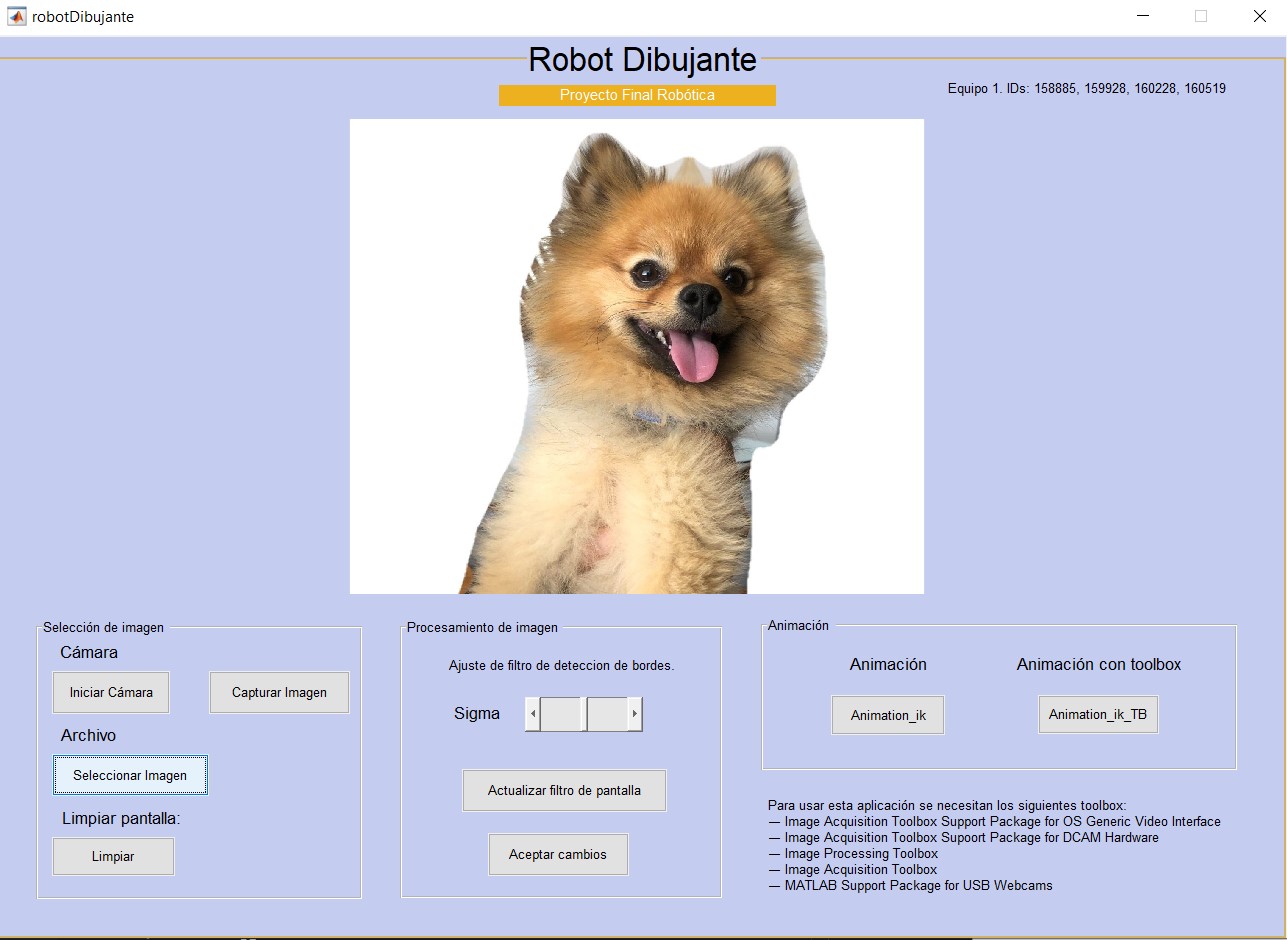 robotDibujante
Robot Dibujante
Proyecto Final Robótica
Equipo 1. IDs: 158885, 159928, 160228, 160519
Selección de imagen
Cámara
Iniciar Cámara
Capturar Imagen
Archivo
Seleccionar Imagen
Limpiar pantalla:
Limpiar
Procesamiento de imagen
Ajuste de filtro de deteccion de bordes.
Sigma
Actualizar filtro de pantalla
Aceptar cambios
Animación
Animación
Animación con toolbox
Animation_ik
Animation_ik_TB
Para usar esta aplicación se necesitan los siguientes toolbox:
— Image Acquisition Toolbox Support Package for OS Generic Video Interface
— Image Acquisition Toolbox Supoort Package for DCAM Hardware
— Image Processing Toolbox
— Image Acquisition Toolbox
— MATLAB Support Package for USB Webcams